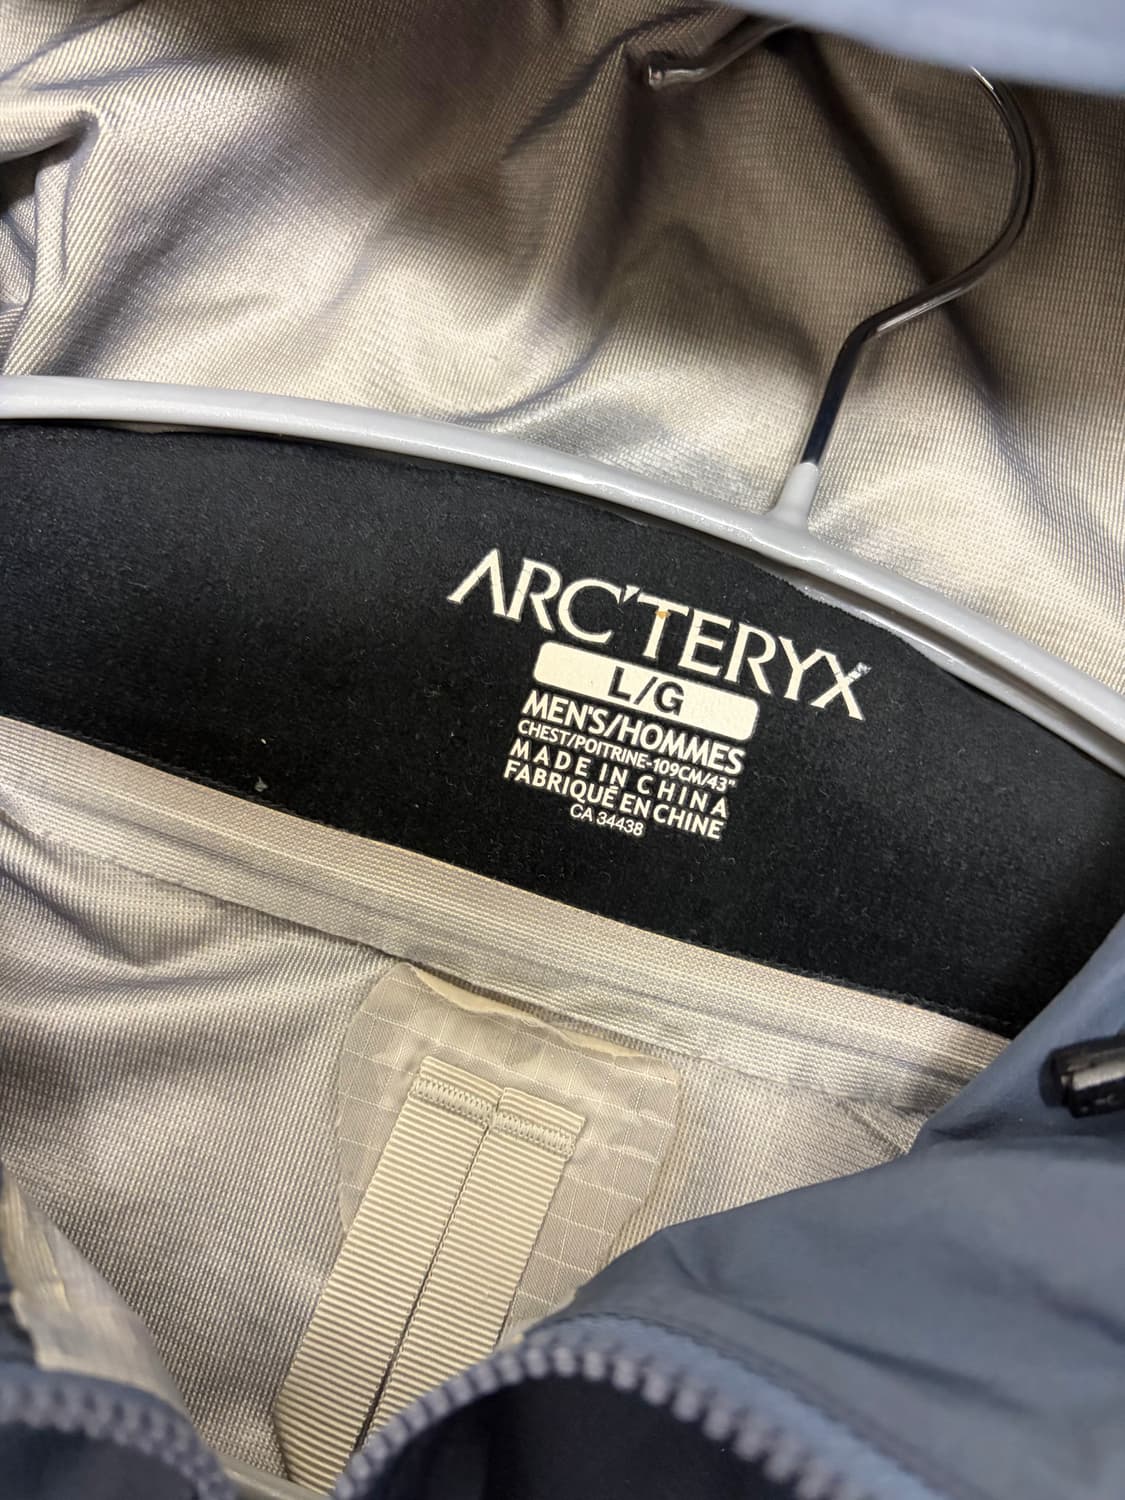 ARC'TERYX
L/G
MEN'S/HOMMES
CHEST/POITRINE-109CM/43"
MADE IN CHINA
FABRIQUÉ EN CHINE
CA 34438